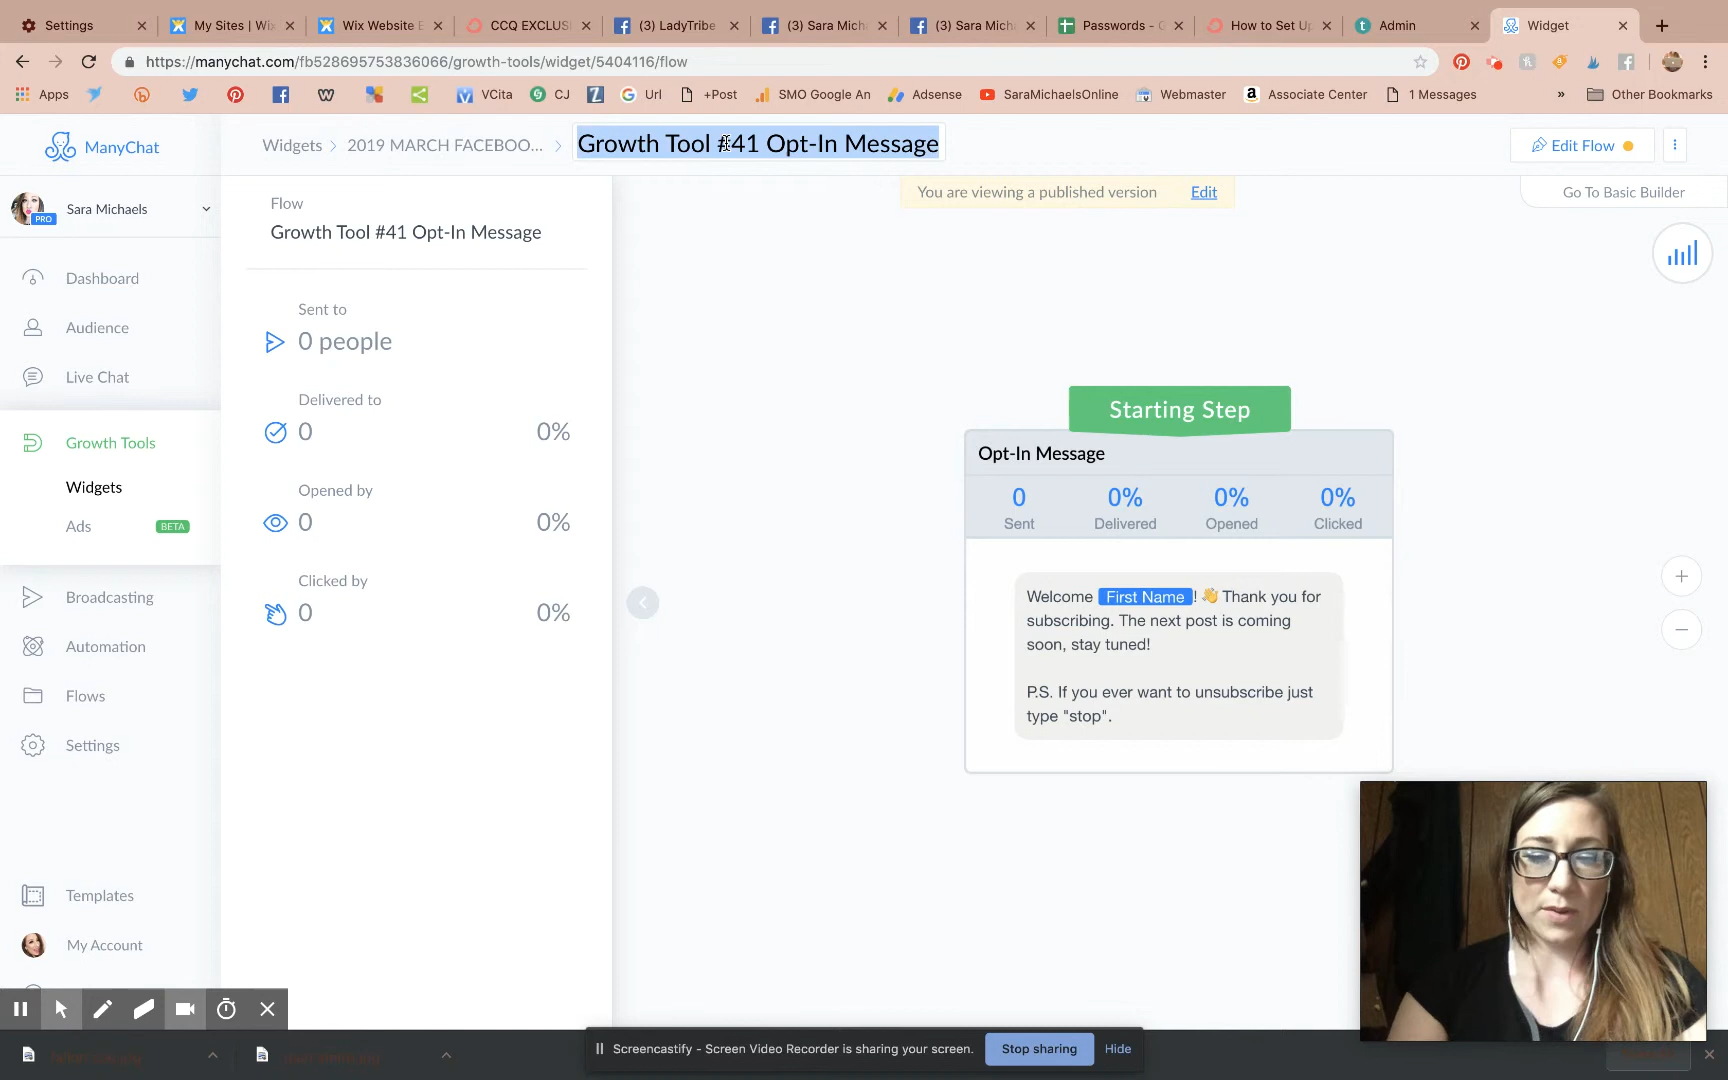 Settings
My Sites | Wix
Wix Website E
CCQ EXCLUSI
(3) LadyTribe
(3) Sara Mich
(3) Sara Mich
Passwords - G
How to Set Up
Admin
Widget
https://manychat.com/fb528695753836066/growth-tools/widget/5404116/flow
Apps
VCita
CJ
Url
+Post
SMO Google An
Adsense
SaraMichaelsOnline
Webmaster
Associate Center
1 Messages
»
Other Bookmarks
ManyChat
Widgets
2019 MARCH FACEBOO...
Growth Tool #41 Opt-In Message
Edit Flow
You are viewing a published version Edit
Go To Basic Builder
Sara Michaels
PRO
Dashboard
Audience
Live Chat
Growth Tools
Widgets
Ads BETA
Broadcasting
Automation
Flows
Settings
Templates
My Account
Flow
Growth Tool #41 Opt-In Message
Sent to
0 people
Delivered to
0 0%
Opened by
0 0%
Clicked by
0 0%
Starting Step
Opt-In Message
0 0% 0% 0%
Sent Delivered Opened Clicked
Welcome First Name! 👋 Thank you for
subscribing. The next post is coming
soon, stay tuned!
P.S. If you ever want to unsubscribe just
type "stop".
Screencastify - Screen Video Recorder is sharing your screen.
Stop sharing
Hide